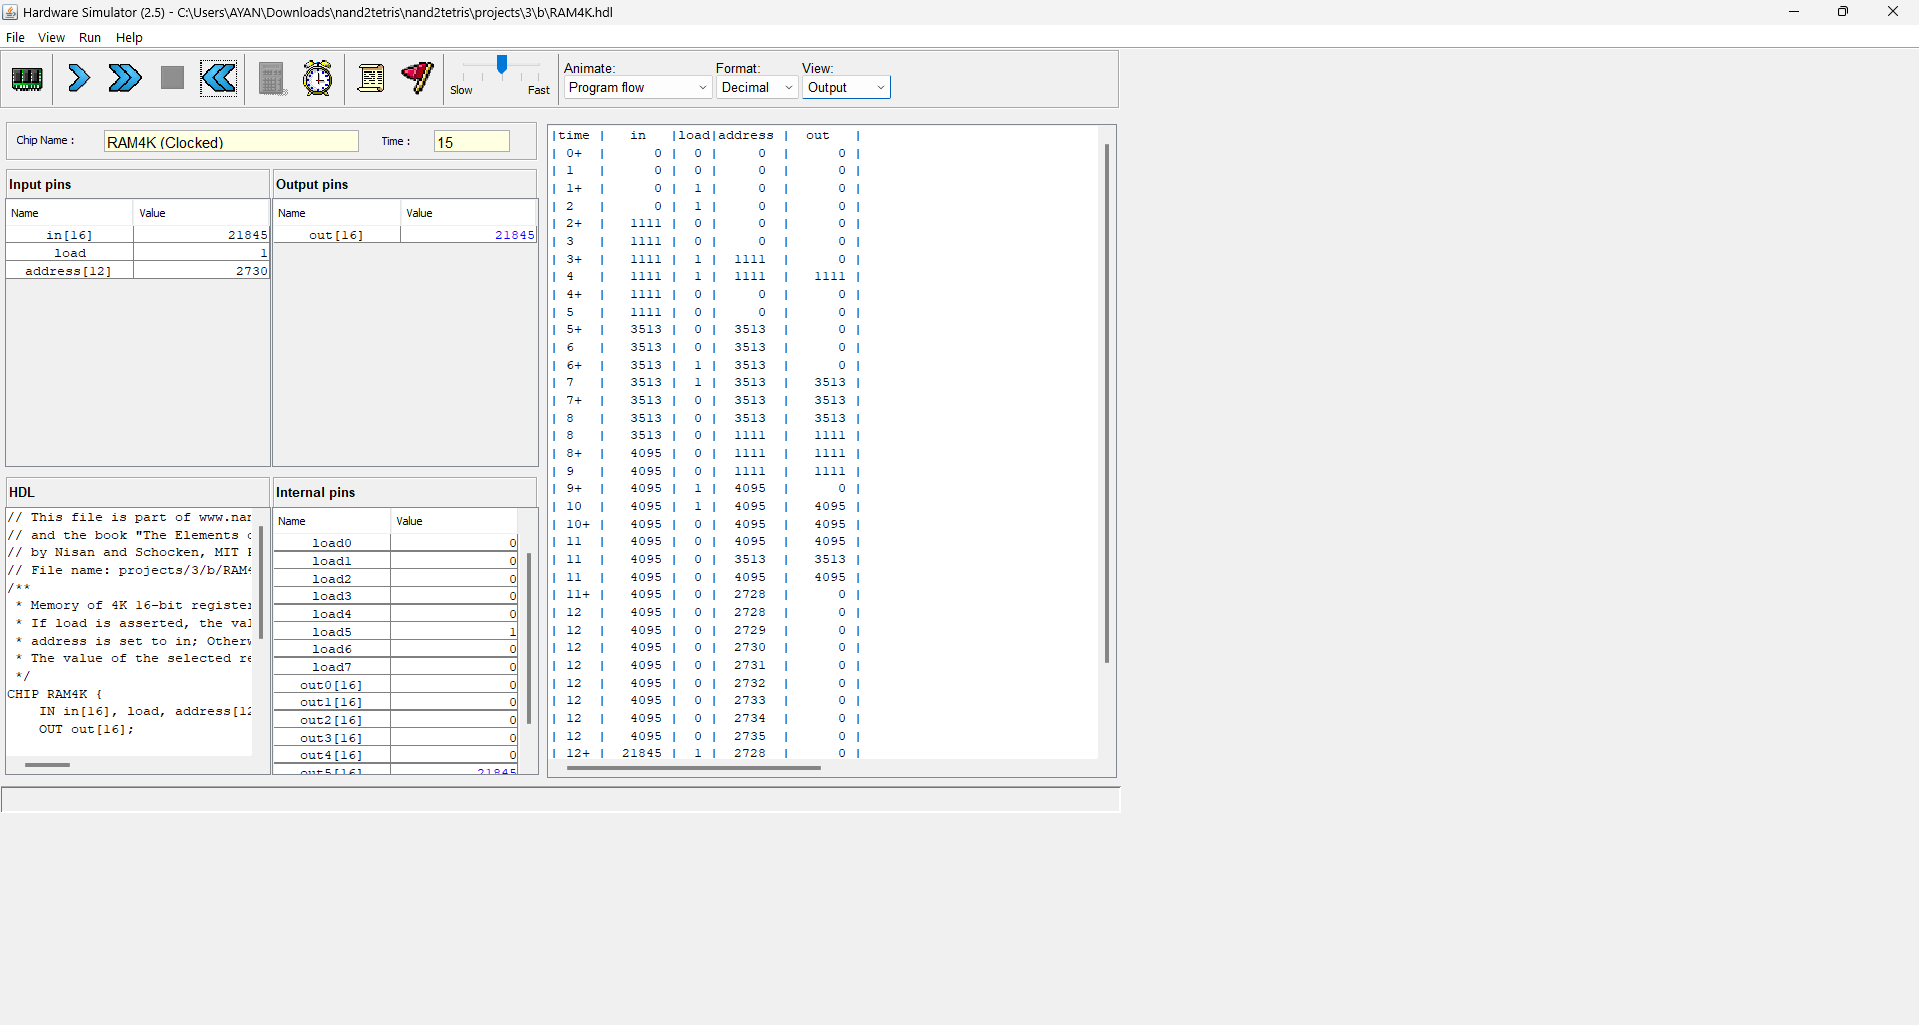 Hardware Simulator (2.5) - C:\Users\AYAN\Downloads\nand2tetris\nand2tetris\projects\3\b\RAM4K.hdl
File View Run Help
Slow Fast
Animate: Format: View:
Program flow Decimal Output
Chip Name : RAM4K (Clocked) Time : 15
Input pins
Name Value
in[16] 21845
load 1
address[12] 2730
Output pins
Name Value
out[16] 21845
HDL
// This file is part of www.nan
// and the book "The Elements o
// by Nisan and Schocken, MIT P
// File name: projects/3/b/RAM4
/**
* Memory of 4K 16-bit register
* If load is asserted, the val
* address is set to in; Otherw
* The value of the selected re
*/
CHIP RAM4K {
IN in[16], load, address[12
OUT out[16];
Internal pins
Name Value
load0 0
load1 0
load2 0
load3 0
load4 0
load5 1
load6 0
load7 0
out0[16] 0
out1[16] 0
out2[16] 0
out3[16] 0
out4[16] 0
out5[16] 21845
|time | in |load|address | out |
| 0+ | 0 | 0 | 0 | 0 |
| 1 | 0 | 0 | 0 | 0 |
| 1+ | 0 | 1 | 0 | 0 |
| 2 | 0 | 1 | 0 | 0 |
| 2+ | 1111 | 0 | 0 | 0 |
| 3 | 1111 | 0 | 0 | 0 |
| 3+ | 1111 | 1 | 1111 | 0 |
| 4 | 1111 | 1 | 1111 | 1111 |
| 4+ | 1111 | 0 | 0 | 0 |
| 5 | 1111 | 0 | 0 | 0 |
| 5+ | 3513 | 0 | 3513 | 0 |
| 6 | 3513 | 0 | 3513 | 0 |
| 6+ | 3513 | 1 | 3513 | 0 |
| 7 | 3513 | 1 | 3513 | 3513 |
| 7+ | 3513 | 0 | 3513 | 3513 |
| 8 | 3513 | 0 | 3513 | 3513 |
| 8 | 3513 | 0 | 1111 | 1111 |
| 8+ | 4095 | 0 | 1111 | 1111 |
| 9 | 4095 | 0 | 1111 | 1111 |
| 9+ | 4095 | 1 | 4095 | 0 |
| 10 | 4095 | 1 | 4095 | 4095 |
| 10+ | 4095 | 0 | 4095 | 4095 |
| 11 | 4095 | 0 | 4095 | 4095 |
| 11 | 4095 | 0 | 3513 | 3513 |
| 11 | 4095 | 0 | 4095 | 4095 |
| 11+ | 4095 | 0 | 2728 | 0 |
| 12 | 4095 | 0 | 2728 | 0 |
| 12 | 4095 | 0 | 2729 | 0 |
| 12 | 4095 | 0 | 2730 | 0 |
| 12 | 4095 | 0 | 2731 | 0 |
| 12 | 4095 | 0 | 2732 | 0 |
| 12 | 4095 | 0 | 2733 | 0 |
| 12 | 4095 | 0 | 2734 | 0 |
| 12 | 4095 | 0 | 2735 | 0 |
| 12+ | 21845 | 1 | 2728 | 0 |